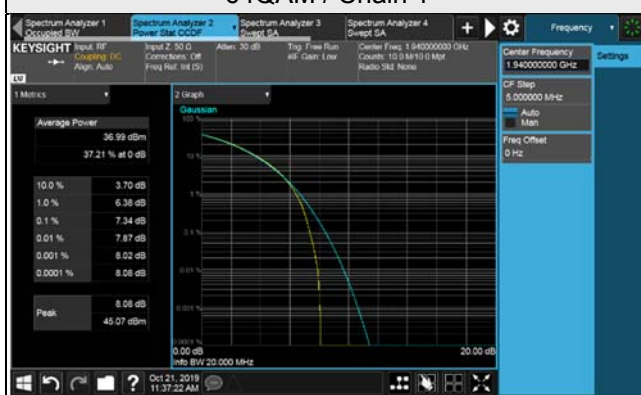 64QAM / Chain 1
Spectrum Analyzer 1
Occupied BW
Spectrum Analyzer 2
Power Stat CCDF
Spectrum Analyzer 3
Swept SA
Spectrum Analyzer 4
Swept SA
Frequency
KEYSIGHT
Input: RF
Coupling: DC
Align: Auto
Input Z: 50 Ω
Corrections: Off
Freq Ref: Int (S)
Atten: 30 dB
Trig: Free Run
#IF Gain: Low
Center Freq: 1.940000000 GHz
Counts: 10.0 M/10.0 Mpt
Radio Std: None
LW
Center Frequency
1.940000000 GHz
Settings
CF Step
5.000000 MHz
Auto
Man
Freq Offset
0 Hz
1 Metrics
2 Graph
Gaussian
Average Power
36.99 dBm
37.21 % at 0 dB
10.0 % 3.70 dB
1.0 % 6.38 dB
0.1 % 7.34 dB
0.01 % 7.87 dB
0.001 % 8.02 dB
0.0001 % 8.08 dB
Peak 8.08 dB
45.07 dBm
100 %
10 %
1 %
0.1 %
0.01 %
0.001 %
0.0001 %
0.00 dB 20.00 dB
Info BW 20.000 MHz
Oct 21, 2019
11:37:22 AM